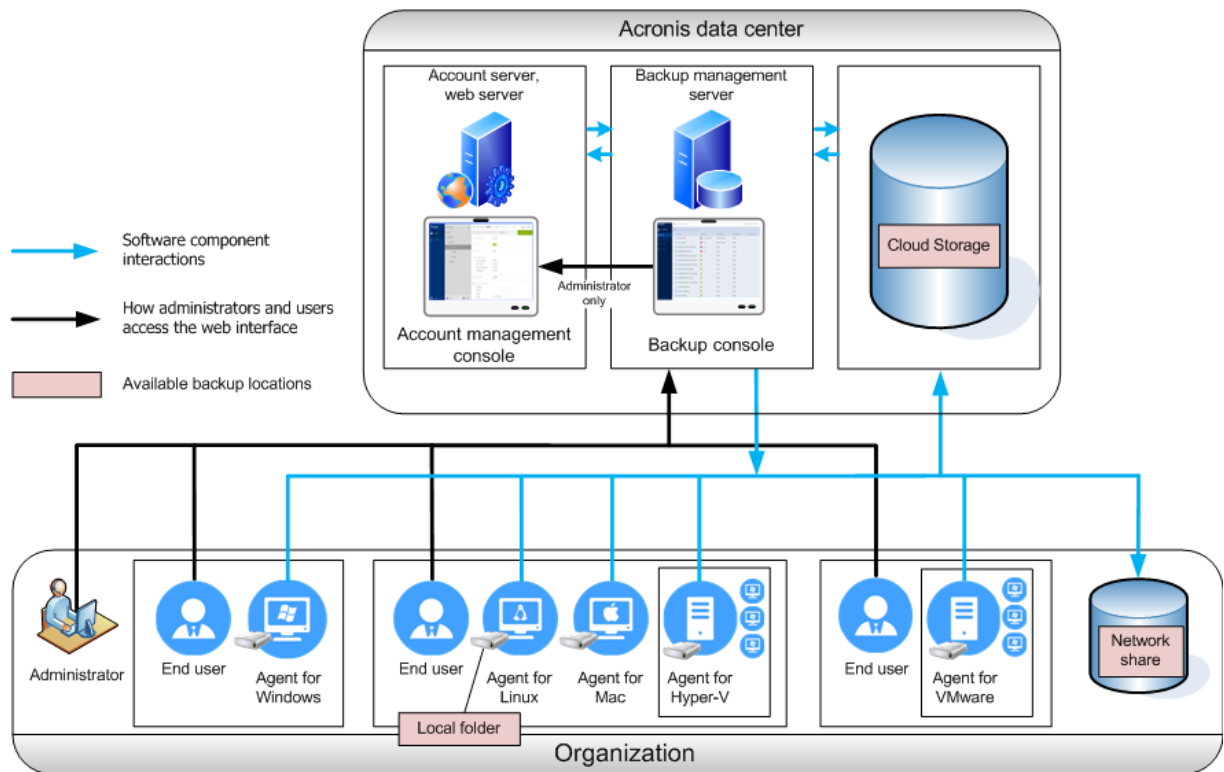 Acronis data center
Account server,
web server
Backup management
server
Cloud Storage
Administrator
only
Account management
console
Backup console
Software component
interactions
How administrators and users
access the web interface
Available backup locations
Administrator
End user
Agent for
Windows
End user
Agent for
Linux
Agent for
Mac
Agent for
Hyper-V
End user
Agent for
VMware
Network
share
Local folder
Organization